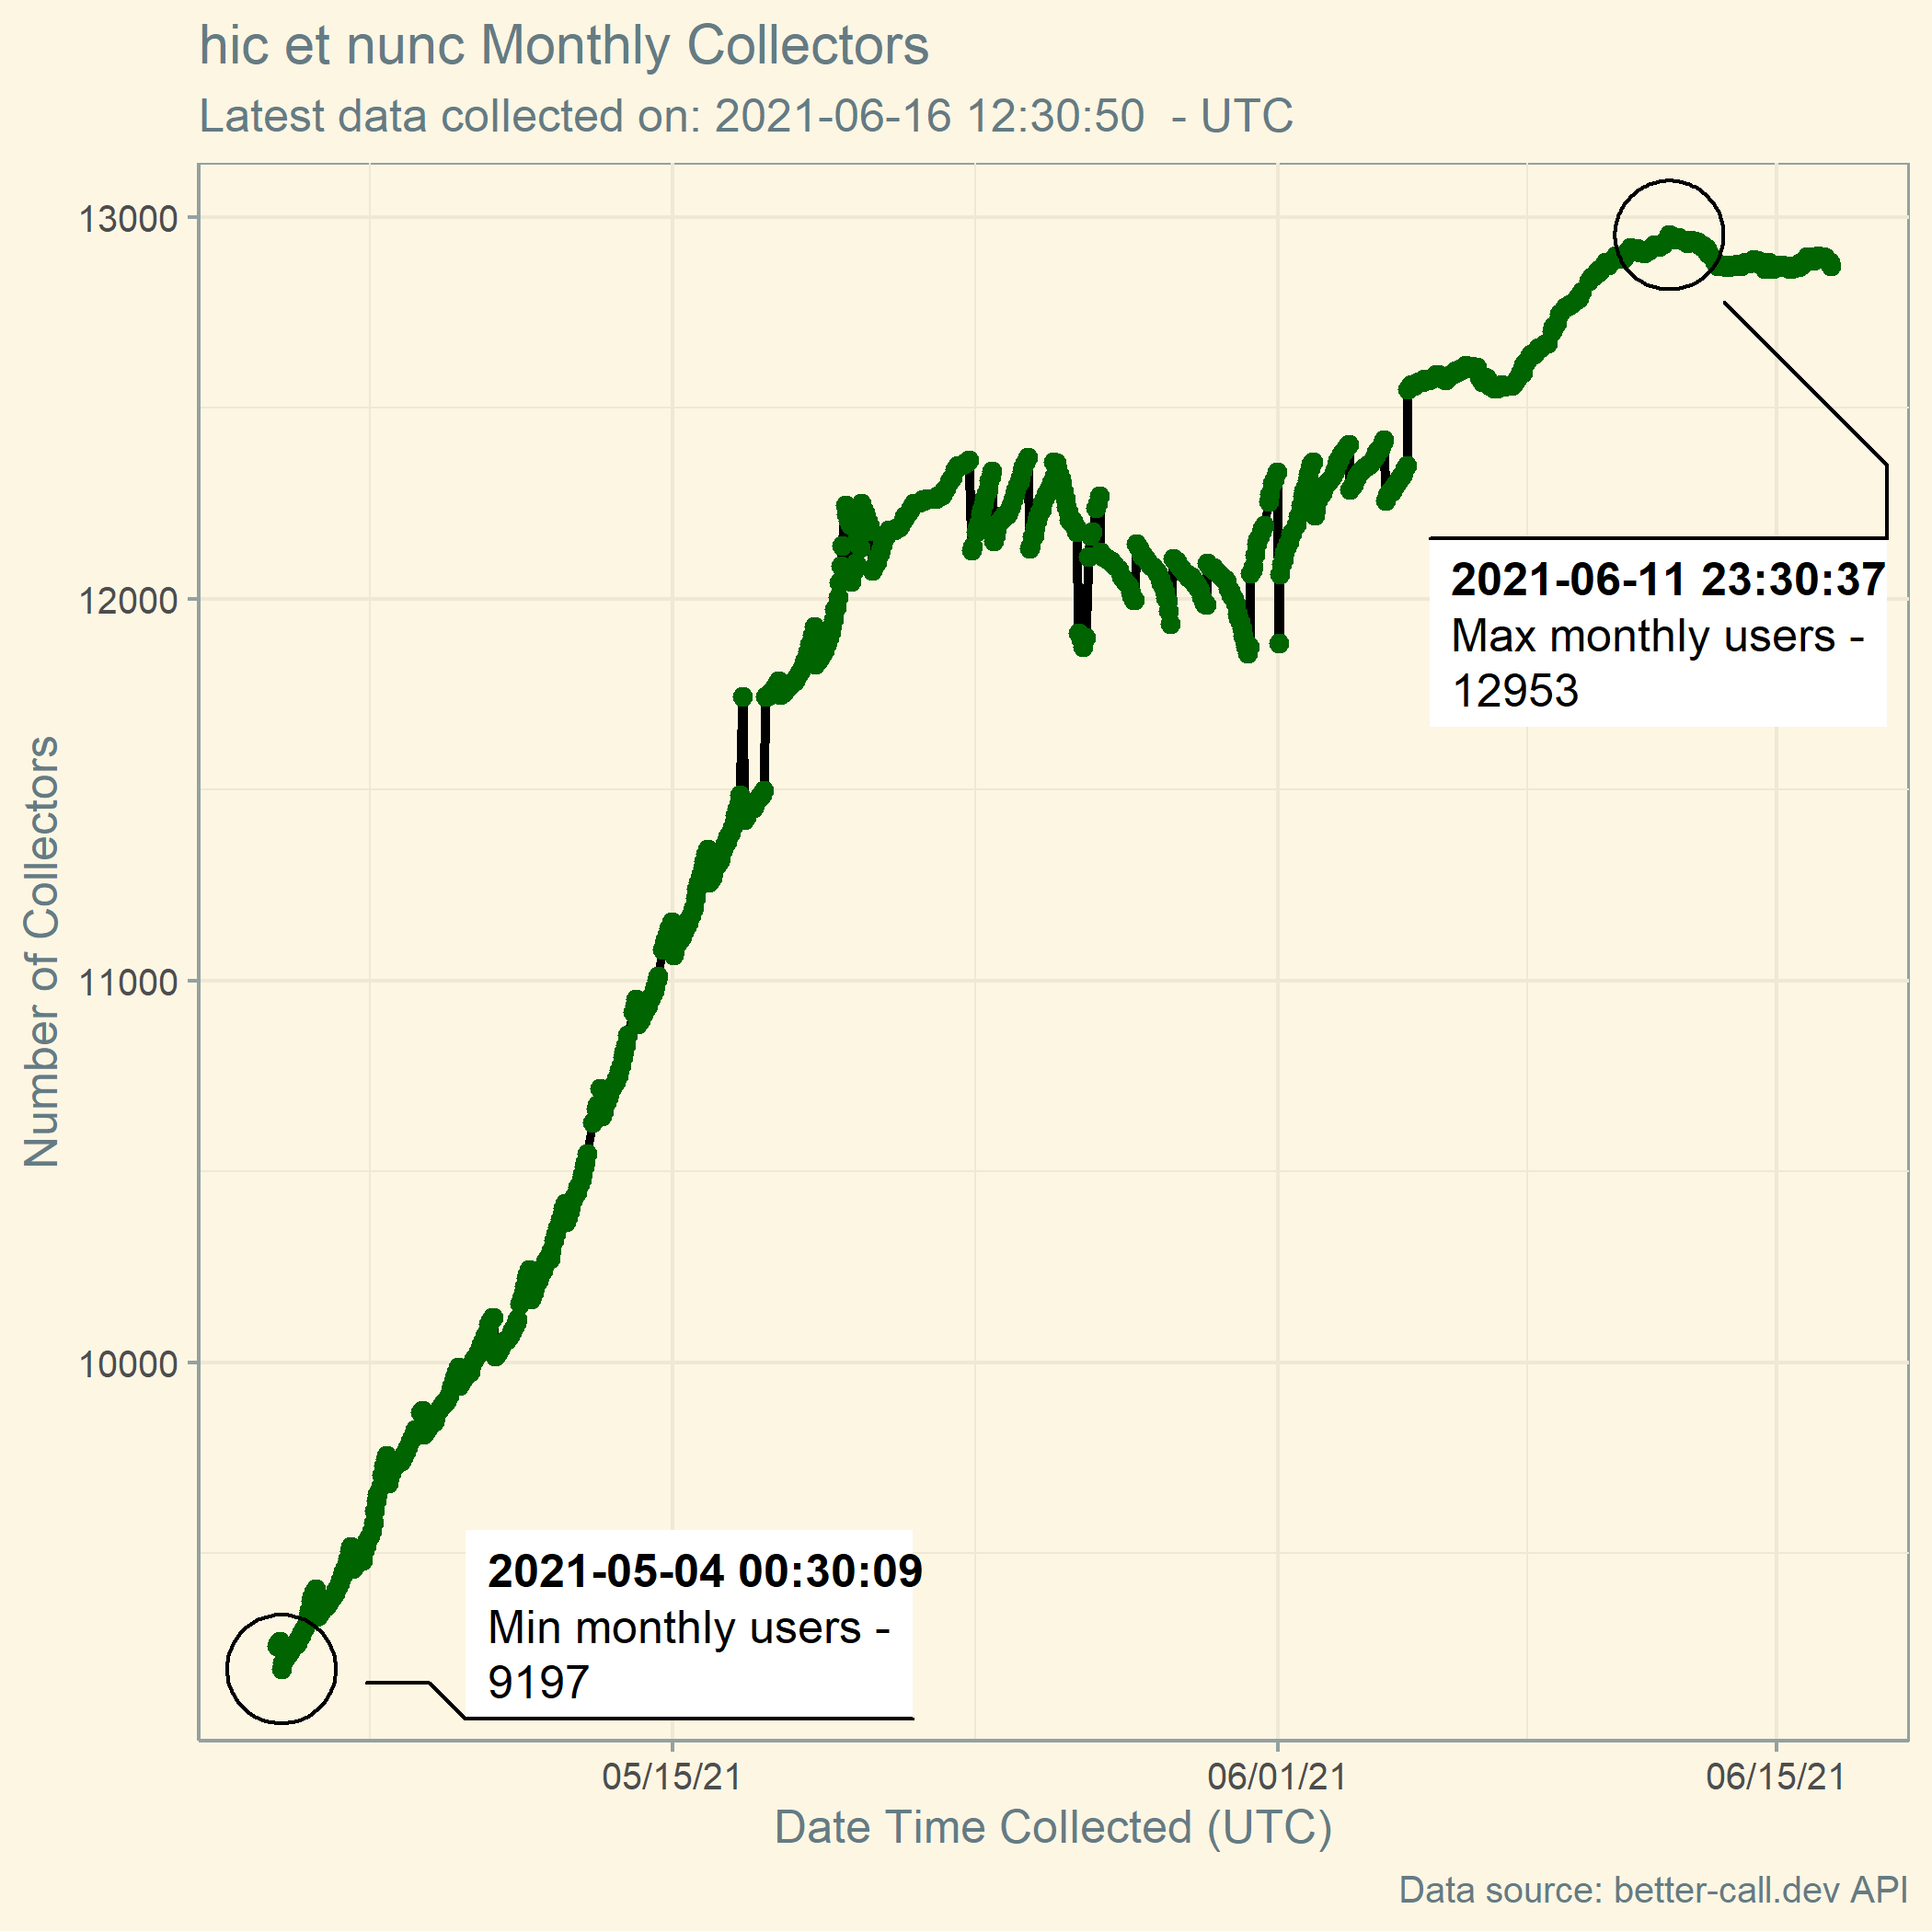 hic et nunc Monthly Collectors
Latest data collected on: 2021-06-16 12:30:50  - UTC
Number of Collectors
13000
12000
11000
10000
2021-06-11 23:30:37
Max monthly users -
12953
2021-05-04 00:30:09
Min monthly users -
9197
05/15/21
06/01/21
06/15/21
Date Time Collected (UTC)
Data source: better-call.dev API